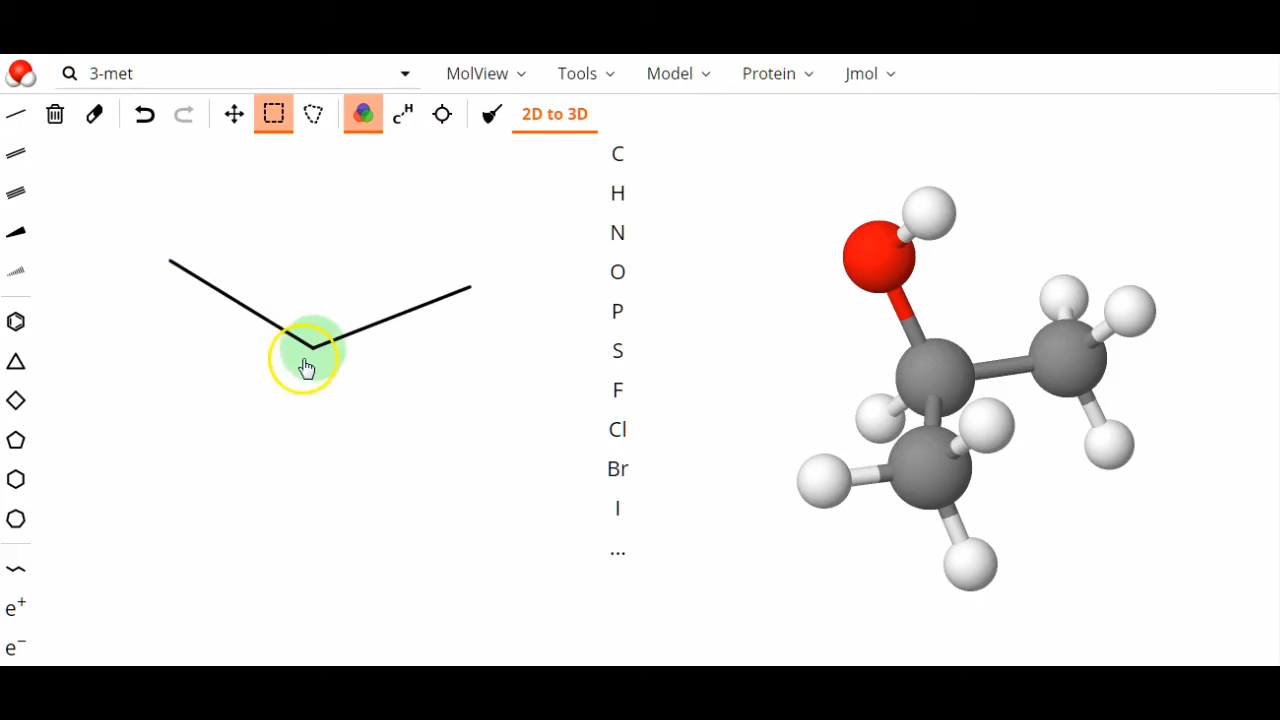 3-met
MolView Tools Model Protein Jmol
C H 2D to 3D
C
H
N
O
P
S
F
Cl
Br
I
...
e+
e−